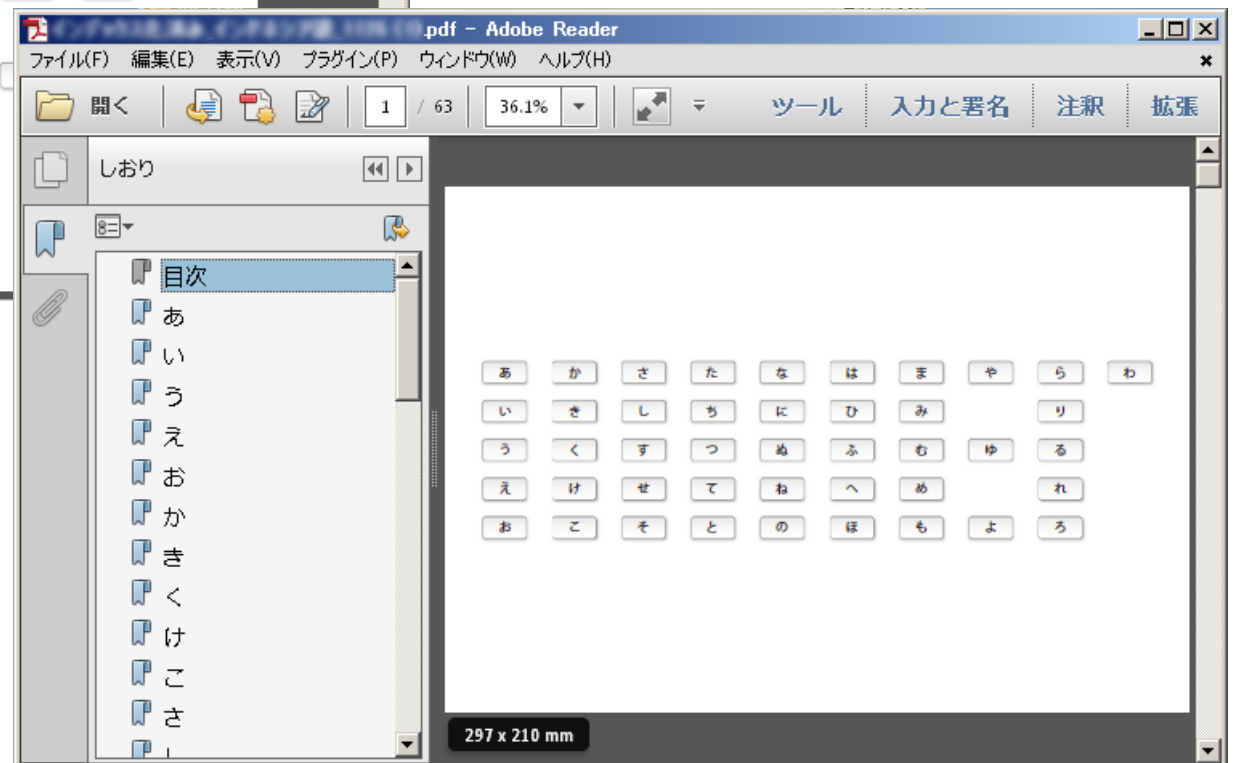 .pdf - Adobe Reader
ファイル(F) 編集(E) 表示(V) プラグイン(P) ウィンドウ(W) ヘルプ(H)
開く 1 / 63 36.1% ツール 入力と署名 注釈 拡張
しおり
目次
あ
い
う
え
お
か
き
く
け
こ
さ
あ か さ た な は ま や ら わ
い き し ち に ひ み り
う く す つ ぬ ふ む ゆ る
え け せ て ね へ め れ
お こ そ と の ほ も よ ろ
297 x 210 mm